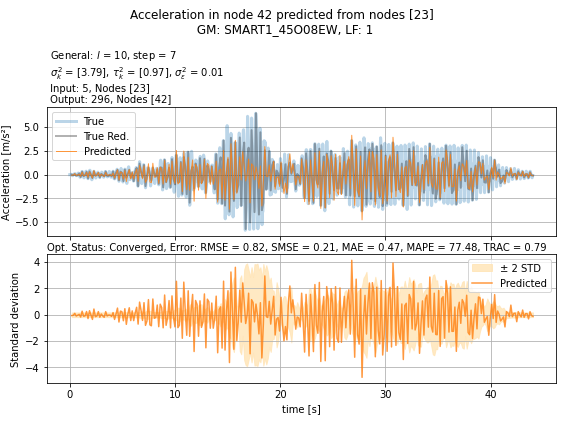 Acceleration in node 42 predicted from nodes [23]
GM: SMART1_45O08EW, LF: 1
General: l = 10, step = 7
σ²ₖ = [3.79], τ²ₖ = [0.97], σ²ε = 0.01
Input: 5, Nodes [23]
Output: 296, Nodes [42]
Acceleration [m/s²]
5.0
2.5
0.0
−2.5
−5.0
True
True Red.
Predicted
Opt. Status: Converged, Error: RMSE = 0.82, SMSE = 0.21, MAE = 0.47, MAPE = 77.48, TRAC = 0.79
Standard deviation
4
2
0
−2
−4
± 2 STD
Predicted
0 10 20 30 40
time [s]